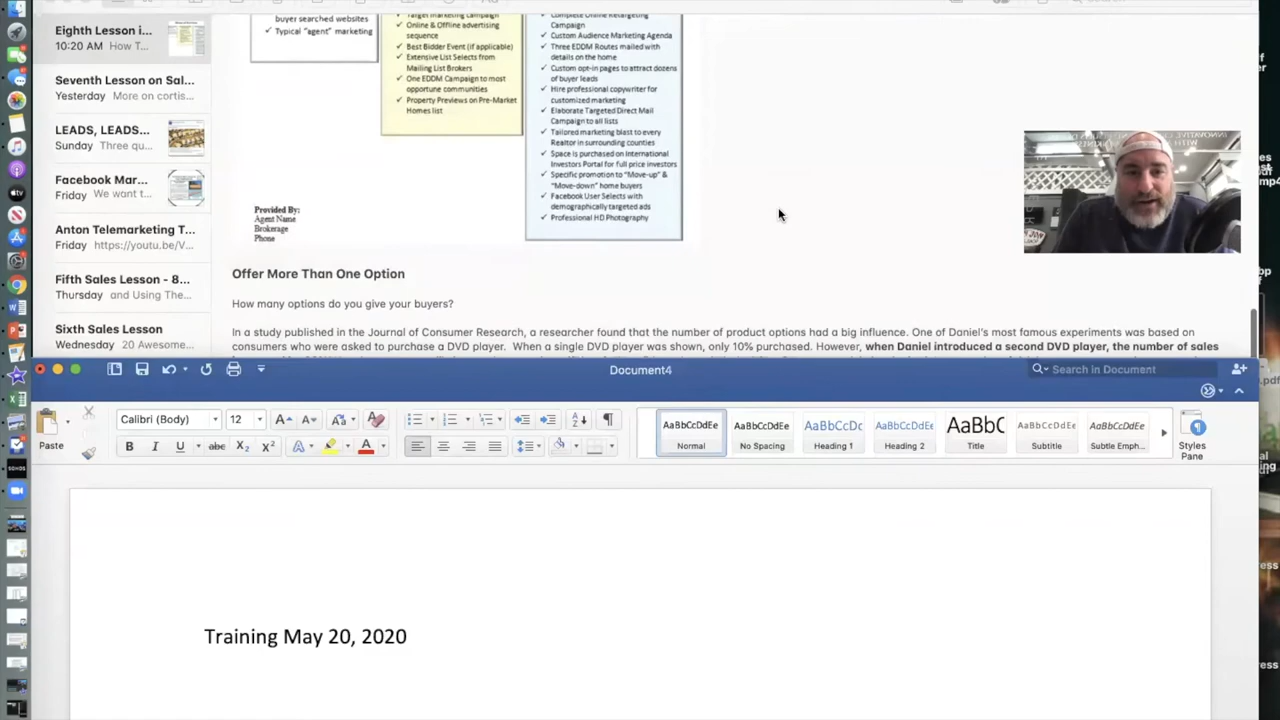 Search
Eighth Lesson i...
10:20 AM How T...
Seventh Lesson on Sal...
Yesterday More on cortis...
LEADS, LEADS...
Sunday Three qu...
Facebook Mar...
Friday We want t...
Anton Telemarketing T...
Friday https://youtu.be/V...
Fifth Sales Lesson - 8...
Thursday and Using The...
Sixth Sales Lesson
Wednesday 20 Awesome...
buyer searched websites
✓ Typical "agent" marketing
✓ Target marketing campaign
✓ Online & Offline advertising
sequence
✓ Best Bidder Event (if applicable)
✓ Extensive List Selects from
Mailing List Brokers
✓ One EDDM Campaign to most
opportune communities
✓ Property Previews on Pre-Market
Homes list
✓ Complete Online Retargeting
Campaign
✓ Custom Audience Marketing Agenda
✓ Three EDDM Routes mailed with
details on the home
✓ Custom opt-in pages to attract dozens
of buyer leads
✓ Hire professional copywriter for
customized marketing
✓ Elaborate Targeted Direct Mail
Campaign to all lists
✓ Tailored marketing blast to every
Realtor in surrounding counties
✓ Space is purchased on International
Investors Portal for full price investors
✓ Specific promotion to "Move-up" &
"Move-down" home buyers
✓ Facebook User Selects with
demographically targeted ads
✓ Professional HD Photography
Provided By:
Agent Name
Brokerage
Phone
Offer More Than One Option
How many options do you give your buyers?
In a study published in the Journal of Consumer Research, a researcher found that the number of product options had a big influence. One of Daniel's most famous experiments was based on
consumers who were asked to purchase a DVD player. When a single DVD player was shown, only 10% purchased. However, when Daniel introduced a second DVD player, the number of sales
Document4
Search in Document
Paste
Calibri (Body)
12
AaBbCcDdEe
Normal
AaBbCcDdEe
No Spacing
AaBbCcDc
Heading 1
AaBbCcDdEe
Heading 2
AaBbC
Title
AaBbCcDdEe
Subtitle
AaBbCcDdEe
Subtle Emph...
Styles
Pane
Training May 20, 2020